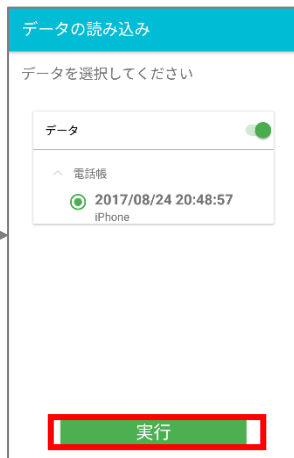 データの読み込み
データを選択してください
データ
電話帳
2017/08/24 20:48:57
iPhone
実行